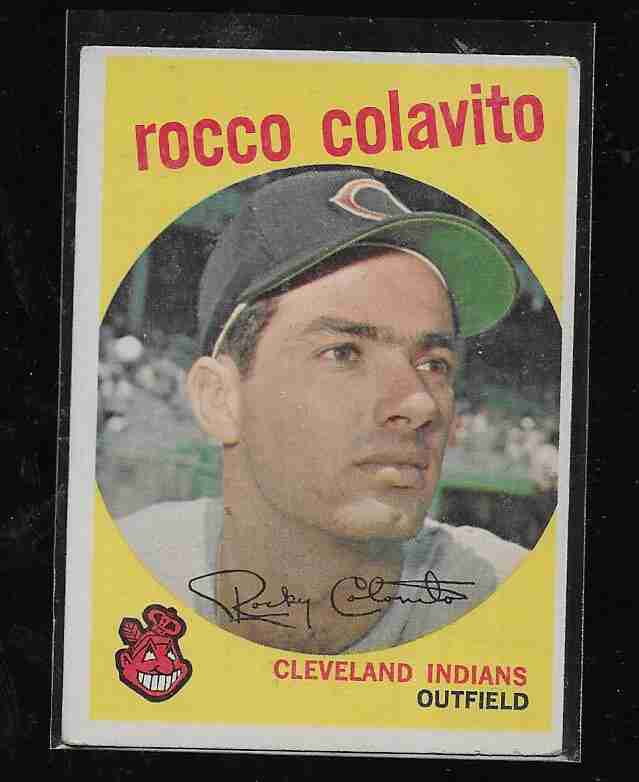 rocco colavito
C
Rocky Colavito
CLEVELAND INDIANS
OUTFIELD